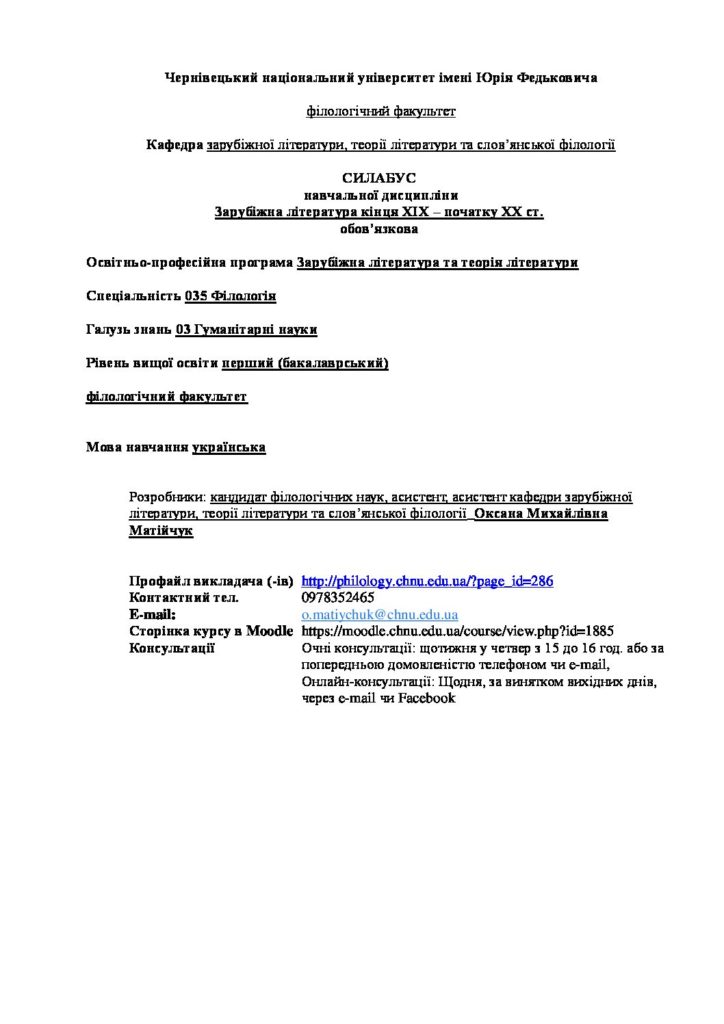 Чернівецький національний університет імені Юрія Федьковича
філологічний факультет
Кафедра зарубіжної літератури, теорії літератури та слов’янської філології
СИЛАБУС
навчальної дисципліни
Зарубіжна література кінця ХІХ – початку ХХ ст.
обов’язкова
Освітньо-професійна програма Зарубіжна література та теорія літератури
Спеціальність 035 Філологія
Галузь знань 03 Гуманітарні науки
Рівень вищої освіти перший (бакалаврський)
філологічний факультет
Мова навчання українська
Розробники: кандидат філологічних наук, асистент, асистент кафедри зарубіжної
літератури, теорії літератури та слов’янської філології_Оксана Михайлівна
Матійчук
Профайл викладача (-ів) http://philology.chnu.edu.ua/?page_id=286
Контактний тел. 0978352465
E-mail: o.matiychuk@chnu.edu.ua
Сторінка курсу в Moodle https://moodle.chnu.edu.ua/course/view.php?id=1885
Консультації Очні консультації: щотижня у четвер з 15 до 16 год. або за
попередньою домовленістю телефоном чи e-mail,
Онлайн-консультації: Щодня, за винятком вихідних днів,
через e-mail чи Facebook